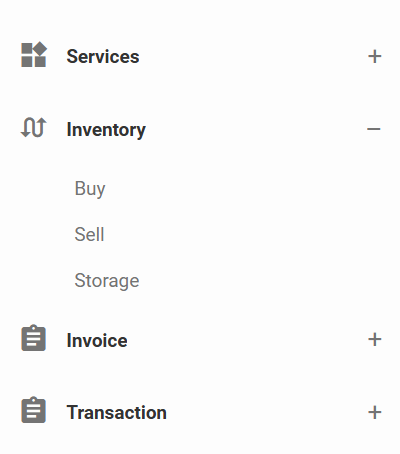 Services +
Inventory −
Buy
Sell
Storage
Invoice +
Transaction +